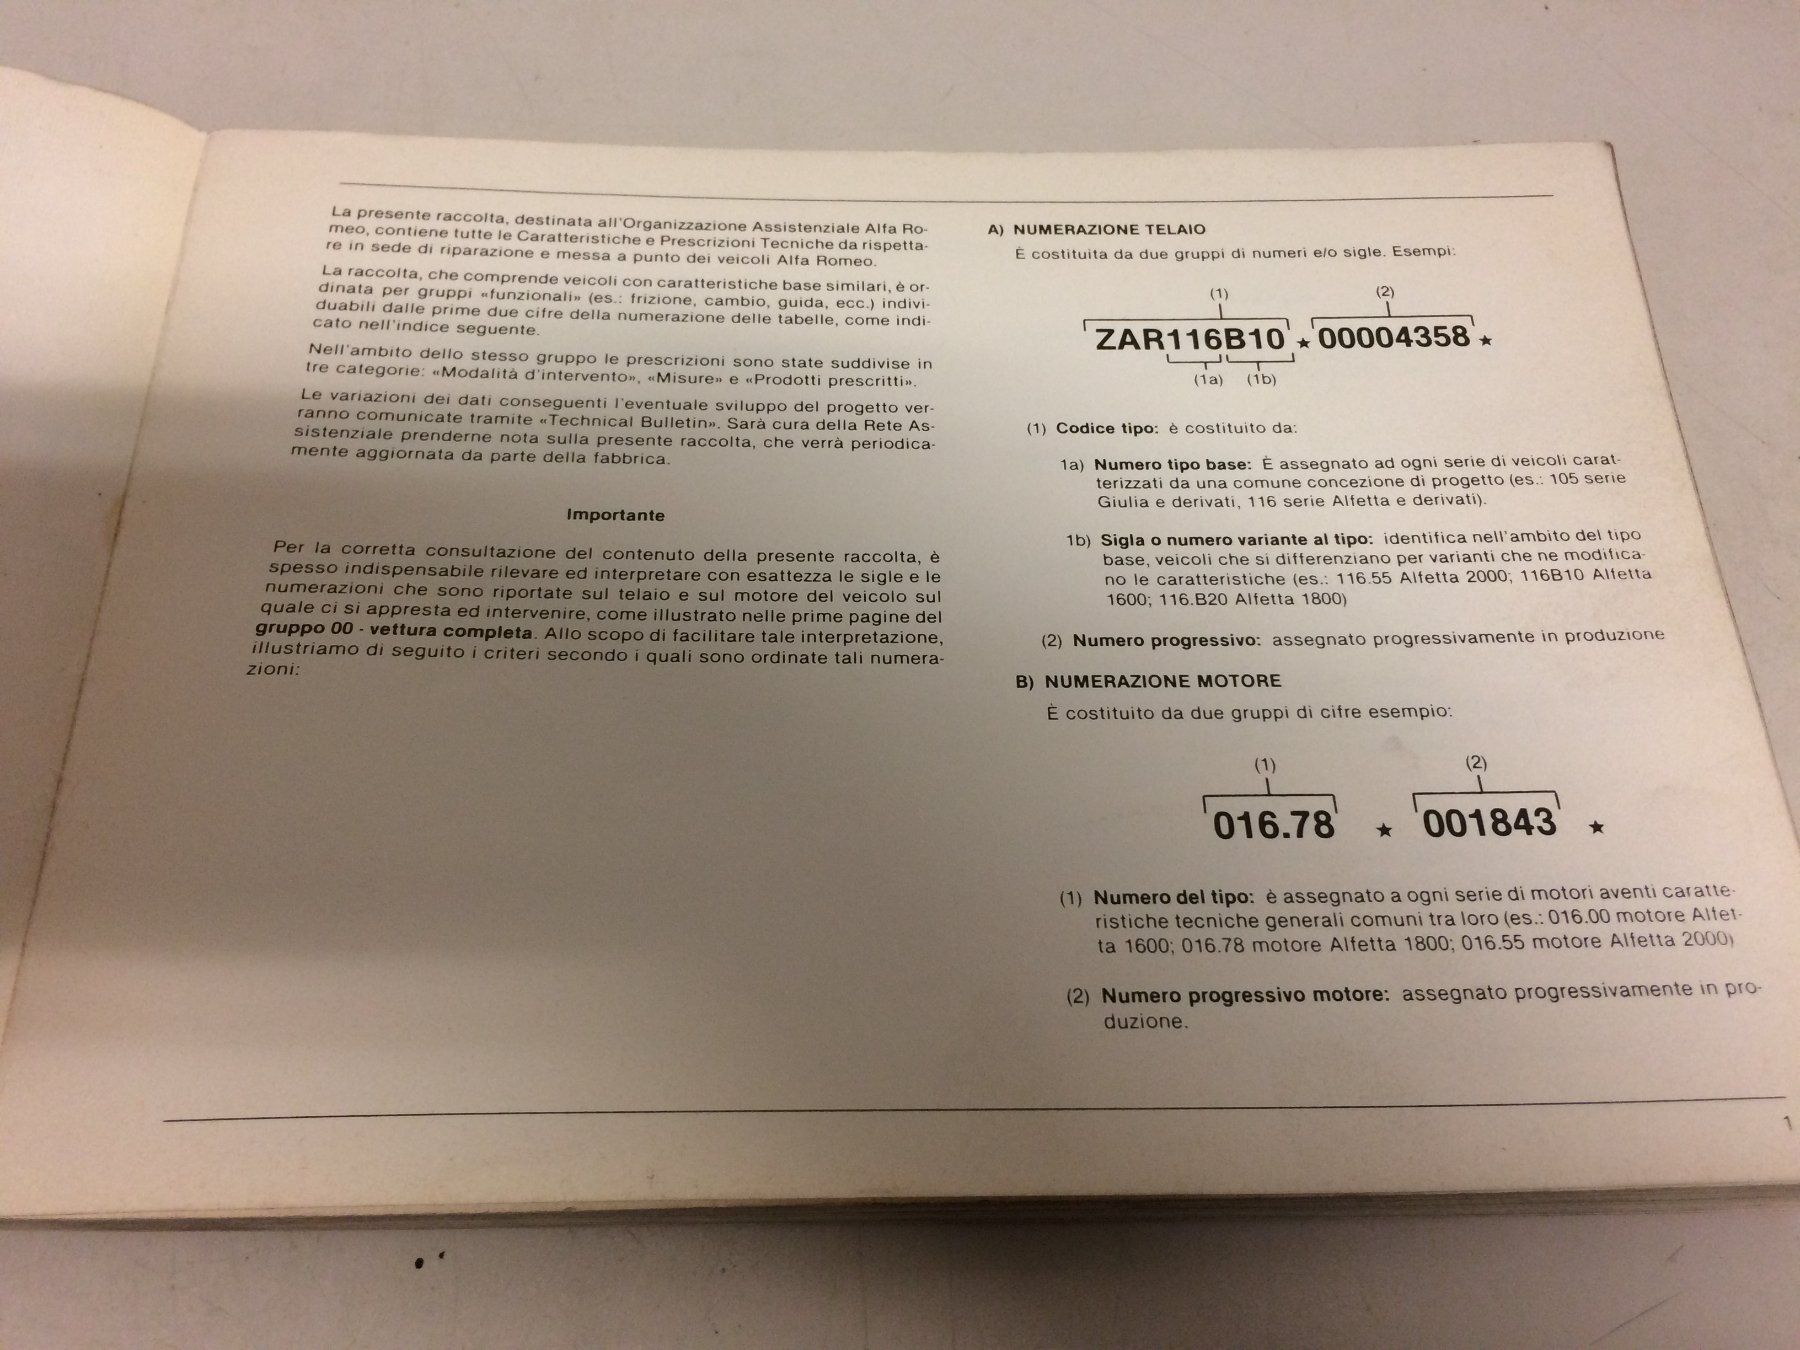 La presente raccolta, destinata all'Organizzazione Assistenziale Alfa Ro-
meo, contiene tutte le Caratteristiche e Prescrizioni Tecniche da rispetta-
re in sede di riparazione e messa a punto dei veicoli Alfa Romeo.
La raccolta, che comprende veicoli con caratteristiche base similari, è or-
dinata per gruppi «funzionali» (es.: frizione, cambio, guida, ecc.) indivi-
duabili dalle prime due cifre della numerazione delle tabelle, come indi-
cato nell'indice seguente.
Nell'ambito dello stesso gruppo le prescrizioni sono state suddivise in
tre categorie: «Modalità d'intervento», «Misure» e «Prodotti prescritti».
Le variazioni dei dati conseguenti l'eventuale sviluppo del progetto ver-
ranno comunicate tramite «Technical Bulletin». Sarà cura della Rete As-
sistenziale prenderne nota sulla presente raccolta, che verrà periodica-
mente aggiornata da parte della fabbrica.
Importante
Per la corretta consultazione del contenuto della presente raccolta, è
spesso indispensabile rilevare ed interpretare con esattezza le sigle e le
numerazioni che sono riportate sul telaio e sul motore del veicolo sul
quale ci si appresta ed intervenire, come illustrato nelle prime pagine del
gruppo 00 - vettura completa. Allo scopo di facilitare tale interpretazione,
illustriamo di seguito i criteri secondo i quali sono ordinate tali numera-
zioni:
A) NUMERAZIONE TELAIO
È costituita da due gruppi di numeri e/o sigle. Esempi:
(1) (2)
ZAR116B10 ★ 00004358 ★
(1a) (1b)
(1) Codice tipo: è costituito da:
1a) Numero tipo base: È assegnato ad ogni serie di veicoli carat-
terizzati da una comune concezione di progetto (es.: 105 serie
Giulia e derivati, 116 serie Alfetta e derivati).
1b) Sigla o numero variante al tipo: identifica nell'ambito del tipo
base, veicoli che si differenziano per varianti che ne modifica-
no le caratteristiche (es.: 116.55 Alfetta 2000; 116B10 Alfetta
1600; 116.B20 Alfetta 1800)
(2) Numero progressivo: assegnato progressivamente in produzione
B) NUMERAZIONE MOTORE
È costituito da due gruppi di cifre esempio:
(1) (2)
016.78 ★ 001843 ★
(1) Numero del tipo: è assegnato a ogni serie di motori aventi caratte-
ristiche tecniche generali comuni tra loro (es.: 016.00 motore Alfet-
ta 1600; 016.78 motore Alfetta 1800; 016.55 motore Alfetta 2000)
(2) Numero progressivo motore: assegnato progressivamente in pro-
duzione.
1